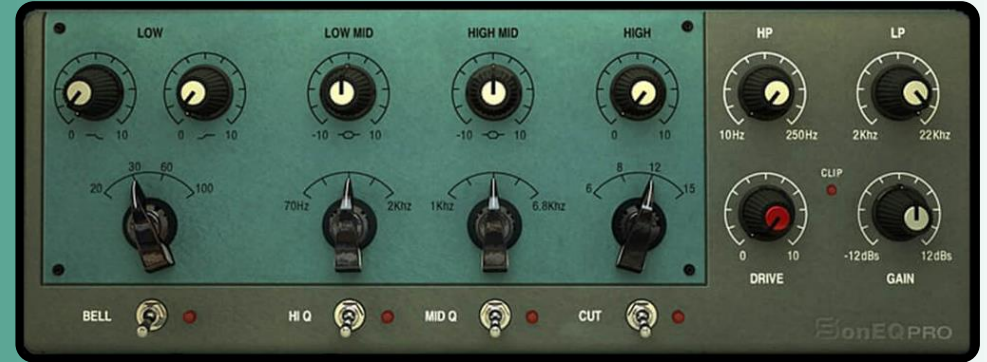 LOW LOW MID HIGH MID HIGH HP LP
0 10 0 10 -10 10 -10 10 0 10 10Hz 250Hz 2Khz 22Khz
20 30 60 100 70Hz 2Khz 1Khz 6.8Khz 6 8 12 15
CLIP
0 10 -12dBs 12dBs
DRIVE GAIN
BELL HI Q MID Q CUT
SonEQPRO